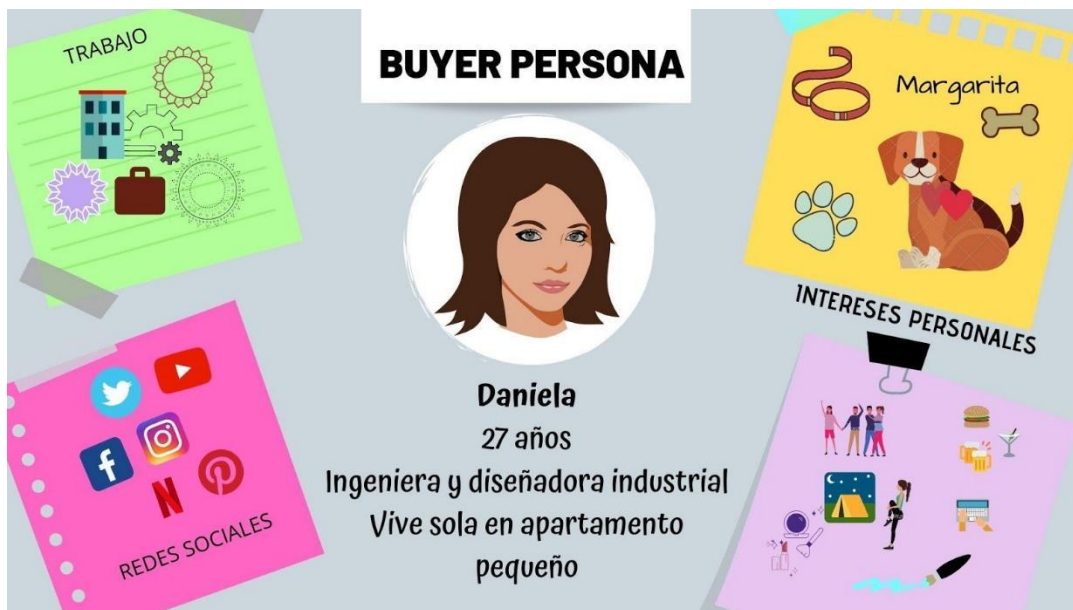 TRABAJO
BUYER PERSONA
Margarita
INTERESES PERSONALES
Daniela
27 años
Ingeniera y diseñadora industrial
Vive sola en apartamento
pequeño
REDES SOCIALES